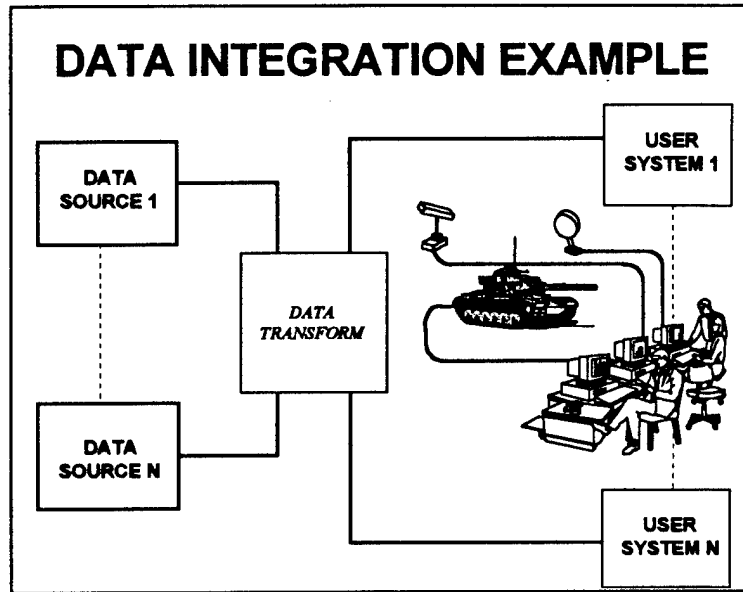 DATA INTEGRATION EXAMPLE
DATA
SOURCE 1
DATA
TRANSFORM
DATA
SOURCE N
USER
SYSTEM 1
USER
SYSTEM N